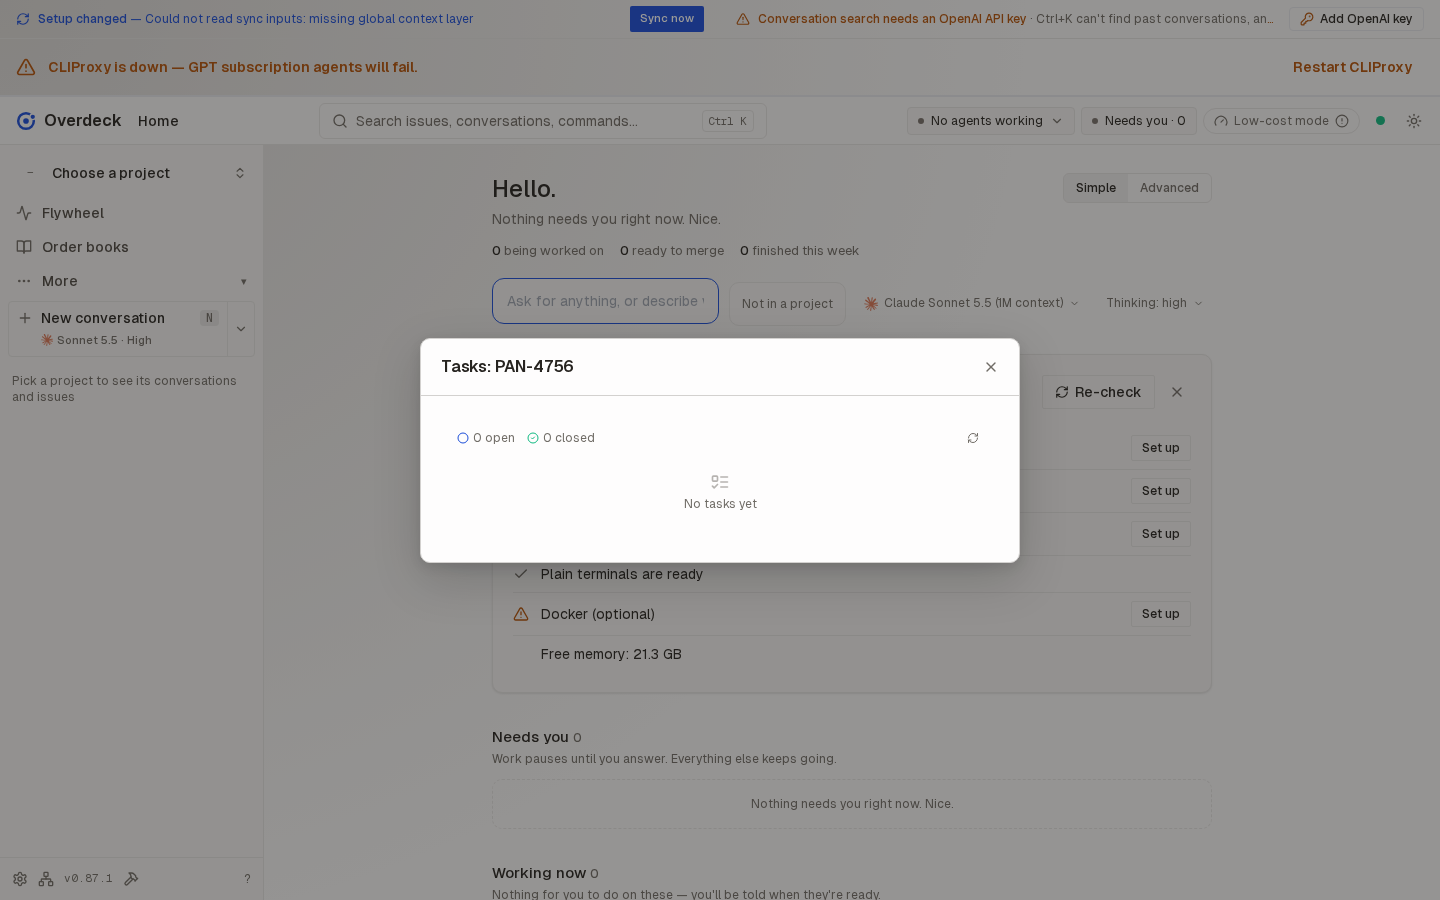 Setup changed — Could not read sync inputs: missing global context layer
Sync now
Conversation search needs an OpenAI API key · Ctrl+K can't find past conversations, an…
Add OpenAI key
CLIProxy is down — GPT subscription agents will fail.
Restart CLIProxy
Overdeck
Home
Search issues, conversations, commands...
Ctrl K
No agents working
Needs you · 0
Low-cost mode
Choose a project
Flywheel
Order books
More
New conversation
N
Sonnet 5.5 · High
Pick a project to see its conversations
and issues
Hello.
Simple
Advanced
Nothing needs you right now. Nice.
0 being worked on
0 ready to merge
0 finished this week
Ask for anything, or describe
Not in a project
Claude Sonnet 5.5 (1M context)
Thinking: high
Tasks: PAN-4756
0 open
0 closed
No tasks yet
Re-check
Set up
Set up
Set up
Plain terminals are ready
Docker (optional)
Set up
Free memory: 21.3 GB
Needs you 0
Work pauses until you answer. Everything else keeps going.
Nothing needs you right now. Nice.
Working now 0
Nothing for you to do on these — you'll be told when they're ready.
v0.87.1
?